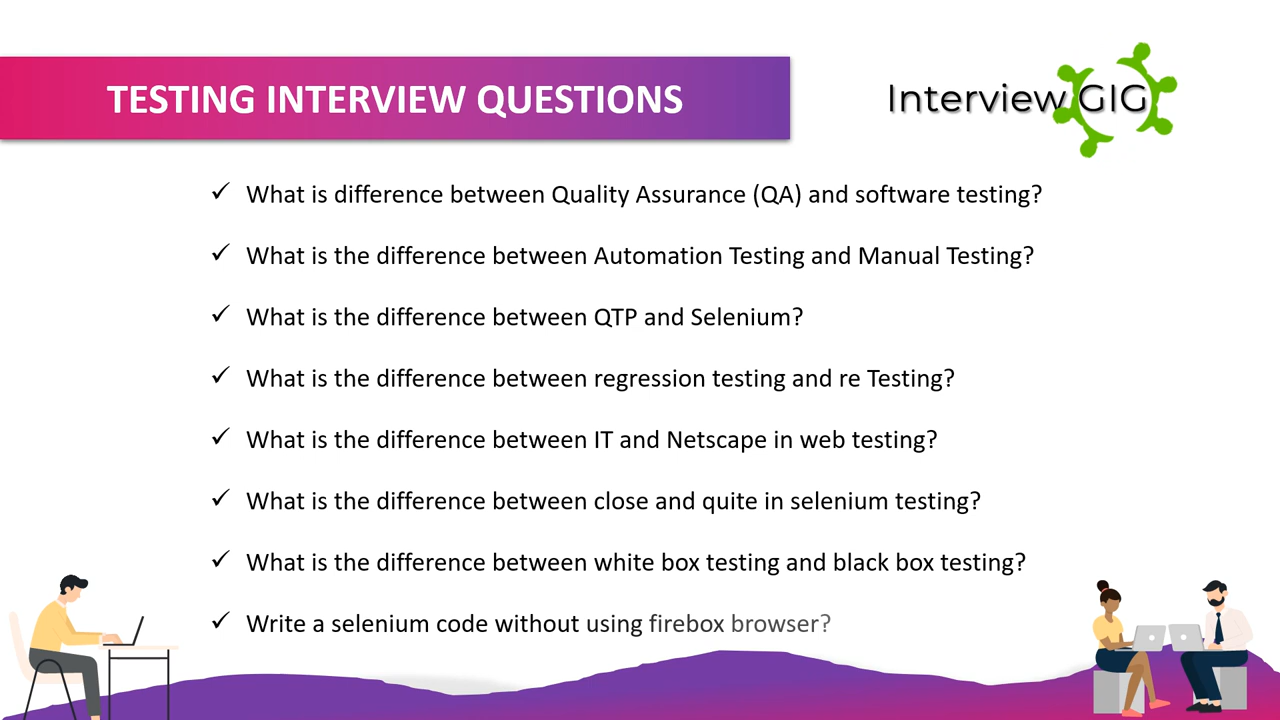 TESTING INTERVIEW QUESTIONS
Interview GIG
What is difference between Quality Assurance (QA) and software testing?
What is the difference between Automation Testing and Manual Testing?
What is the difference between QTP and Selenium?
What is the difference between regression testing and re Testing?
What is the difference between IT and Netscape in web testing?
What is the difference between close and quite in selenium testing?
What is the difference between white box testing and black box testing?
Write a selenium code without using firebox browser?